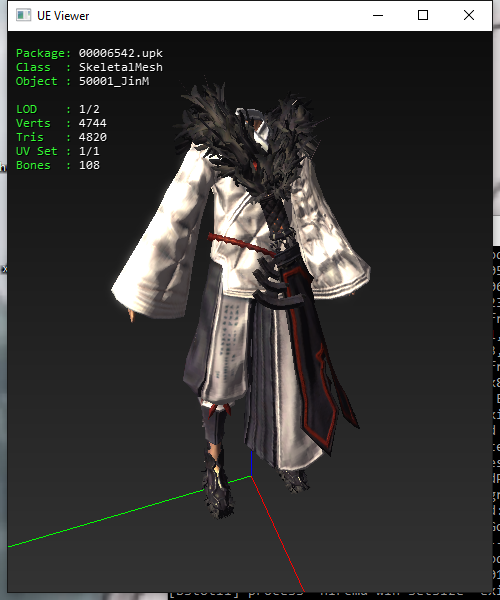 UE Viewer
Package: 00006542.upk
Class : SkeletalMesh
Object : 50001_JinM
LOD : 1/2
Verts : 4744
Tris : 4820
UV Set : 1/1
Bones : 108